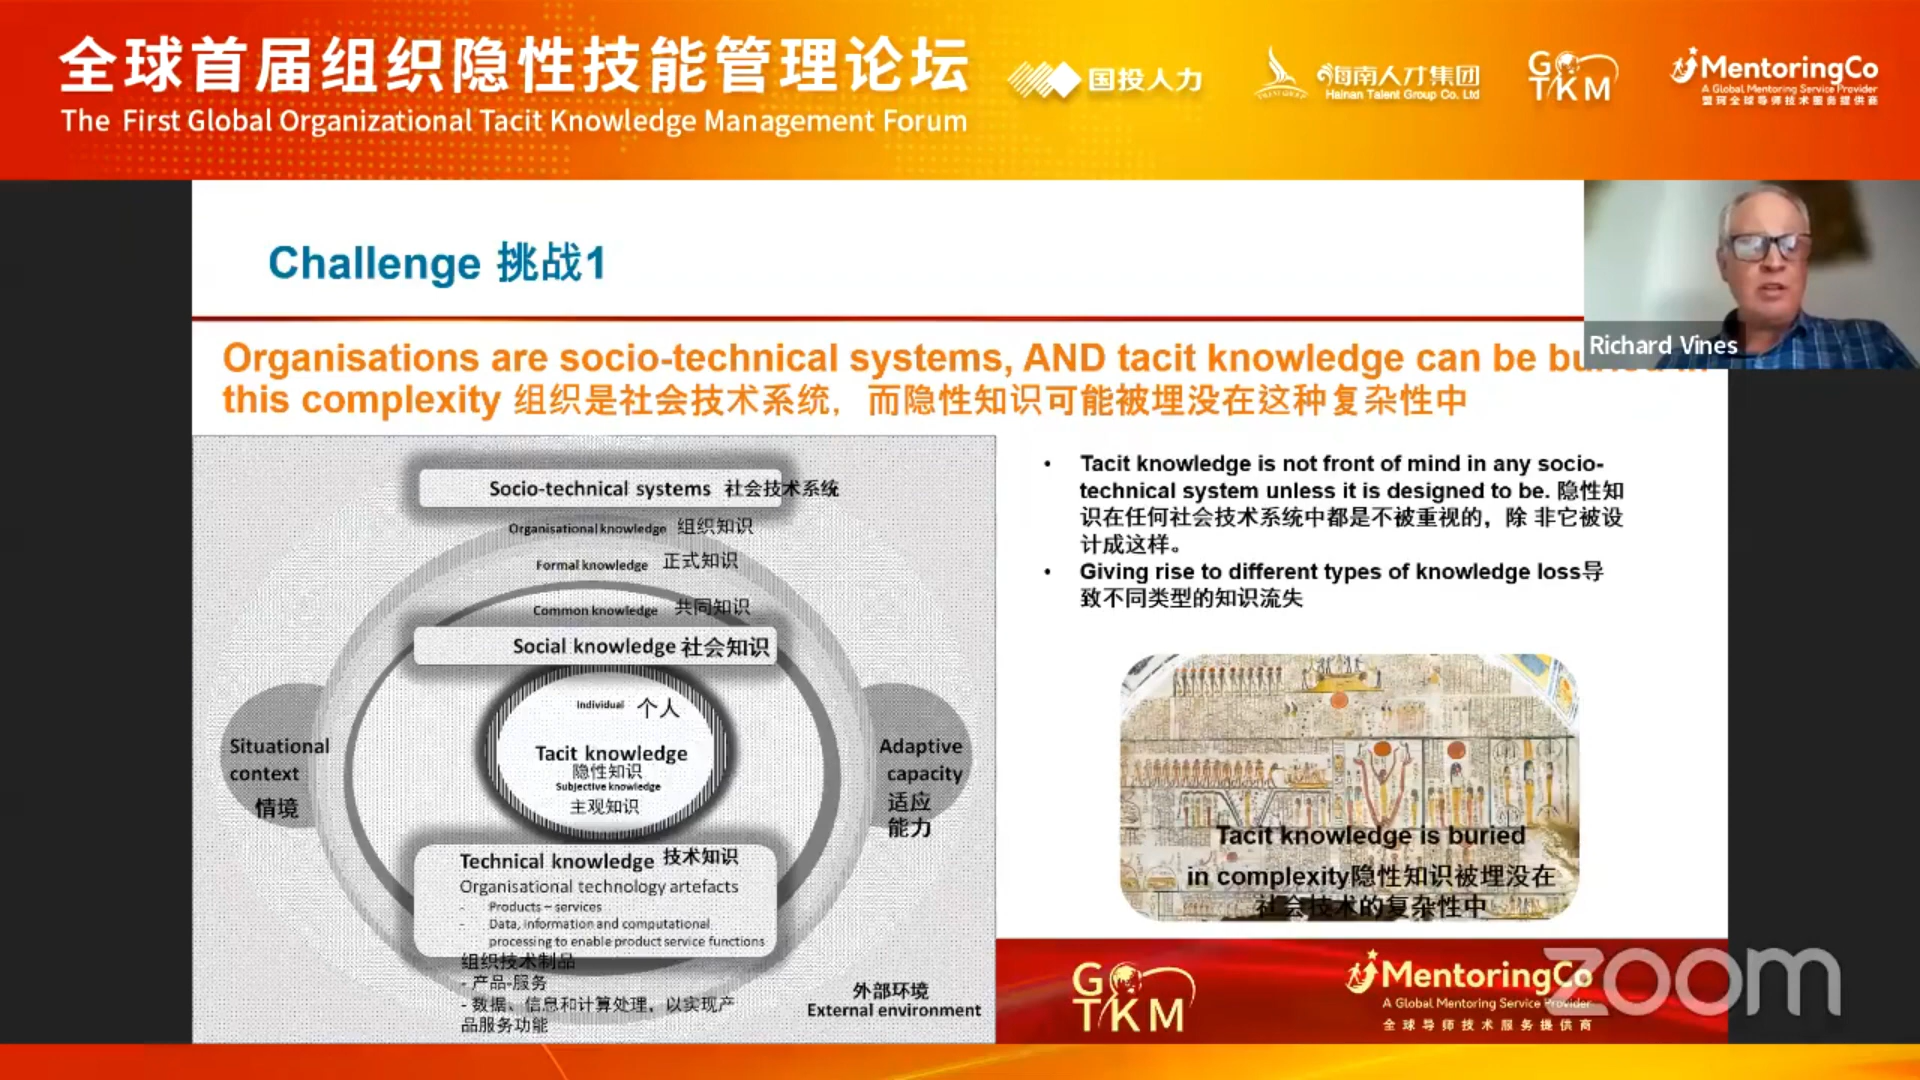 全球首届组织隐性技能管理论坛
The First Global Organizational Tacit Knowledge Management Forum
国投人力
海南人才集团
Hainan Talent Group Co. Ltd
G TKM
MentoringCo
A Global Mentoring Service Provider
盟珂全球导师技术服务提供商
Richard Vines
Challenge 挑战1
Organisations are socio-technical systems, AND tacit knowledge can be
this complexity 组织是社会技术系统，而隐性知识可能被埋没在这种复杂性中
Socio-technical systems 社会技术系统
Organisational knowledge 组织知识
Formal knowledge 正式知识
Common knowledge 共同知识
Social knowledge 社会知识
Individual 个人
Tacit knowledge
隐性知识
Subjective knowledge
主观知识
Situational
context
情境
Adaptive
capacity
适应
能力
Technical knowledge 技术知识
Organisational technology artefacts
- Products – services
- Data, information and computational
processing to enable product service functions
组织技术制品
- 产品-服务
- 数据、信息和计算处理，以实现产
品服务功能
外部环境
External environment
• Tacit knowledge is not front of mind in any socio-
technical system unless it is designed to be. 隐性知
识在任何社会技术系统中都是不被重视的，除 非它被设
计成这样。
• Giving rise to different types of knowledge loss导
致不同类型的知识流失
Tacit knowledge is buried
in complexity隐性知识被埋没在
社会技术的复杂性中
G TKM
MentoringCo
A Global Mentoring Service Provider
全球导师技术服务提供商
zoom